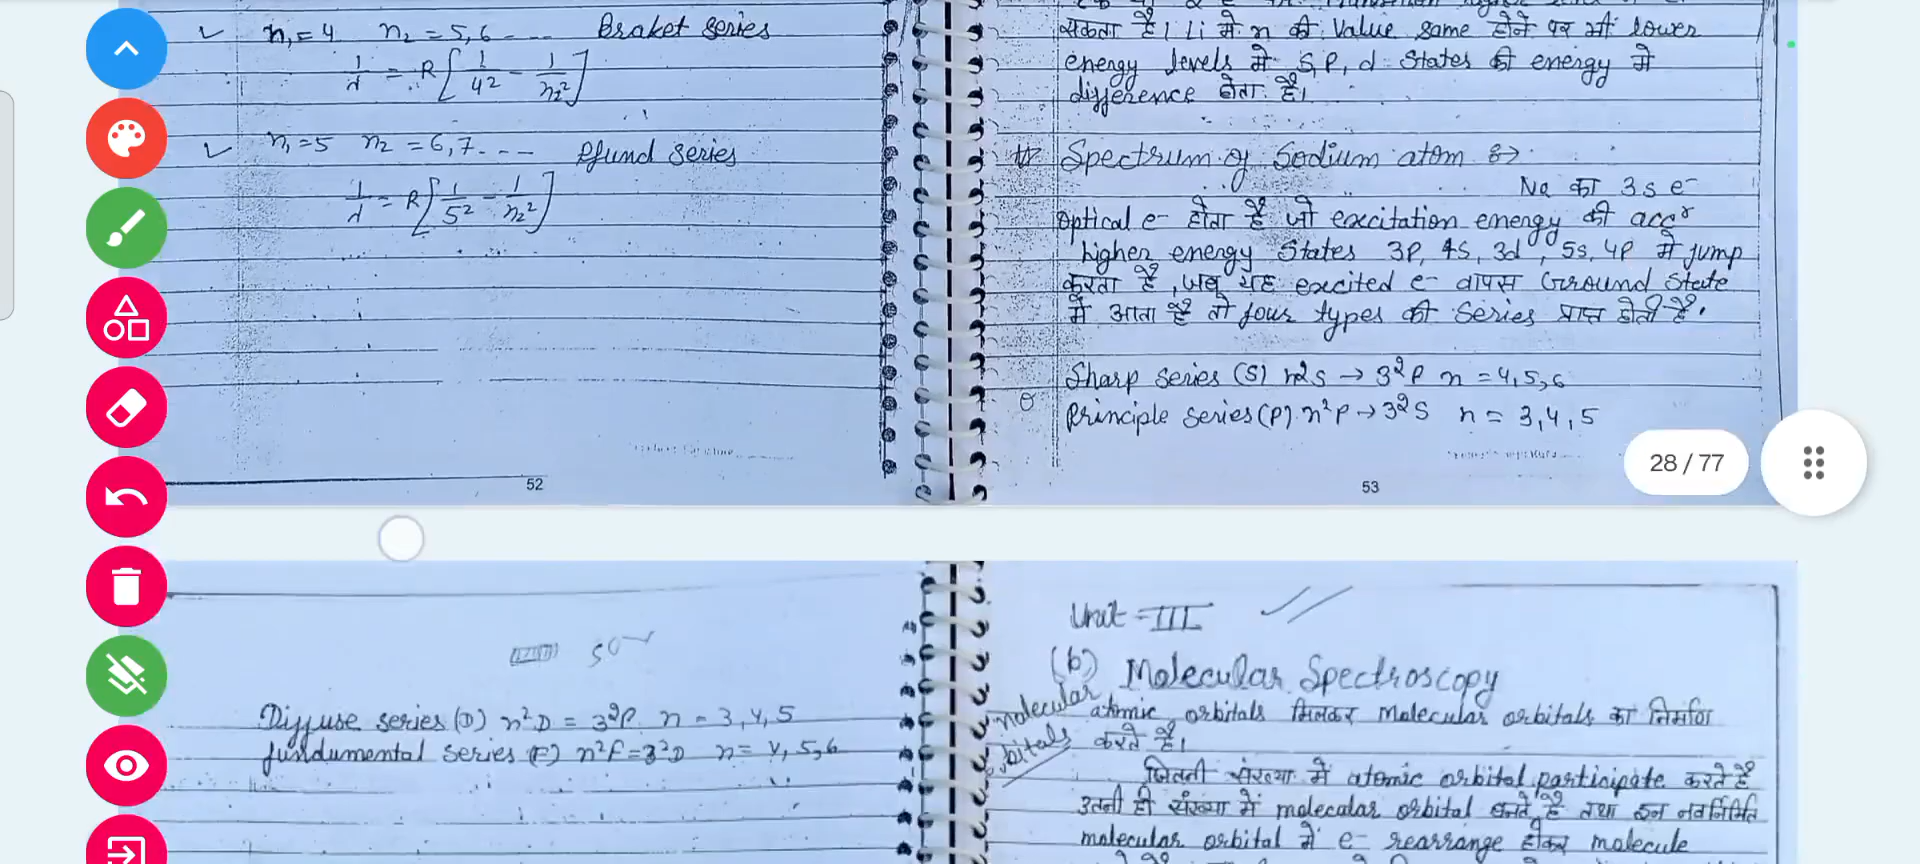 n₁=4 n₂=5,6---- Braket series
1/λ = R[1/4² - 1/n₂²]
n₁=5 n₂=6,7---- Pfund series
1/λ = R[1/5² - 1/n₂²]
52
सकता है। Li में n की Value same होने पर भी lower
energy levels में S, P, d States की energy में
difference होता है।
Spectrum of Sodium atom
Na का 3s e-
Optical e- होता है जो excitation energy की accʳ
higher energy States 3p, 4s, 3d, 5s, 4p में jump
करता है, जब यह excited e- वापस Ground State
में आता है तो four types की Series प्राप्त होती है।
Sharp Series (S) n2s → 3²P n = 4,5,6
Principle Series (P) n²P → 3²S n = 3,4,5
53
28 / 77
Diffuse series (D) n²D = 3²P n = 3,4,5
fundumental series (F) n²F=3²D n = 4,5,6
Unit-III
(b) Molecular Spectroscopy
molecular
orbitals
atomic orbitals मिलकर Molecular orbitals का निर्माण
करते है।
जितनी संख्या में atomic orbital participate करते है
उतनी ही संख्या में molecular orbital बनते है तथा इन नवनिर्मित
molecular orbital में e- rearrange होकर molecule